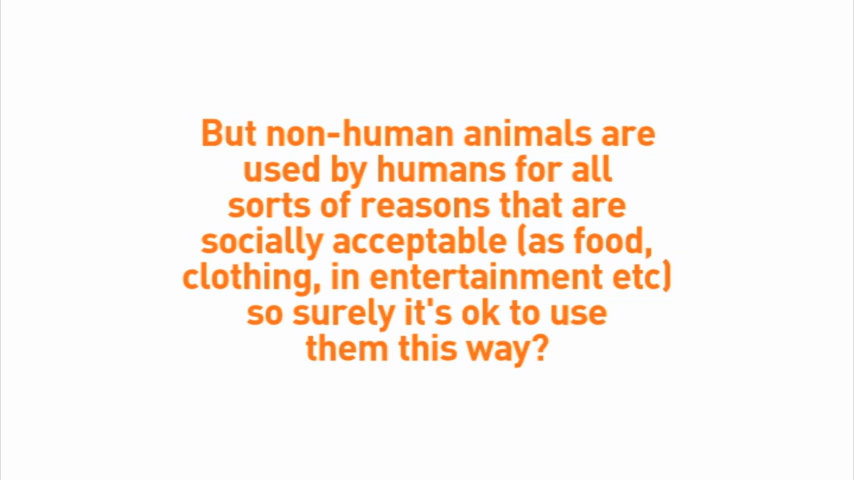 But non-human animals are
used by humans for all
sorts of reasons that are
socially acceptable (as food,
clothing, in entertainment etc)
so surely it's ok to use
them this way?